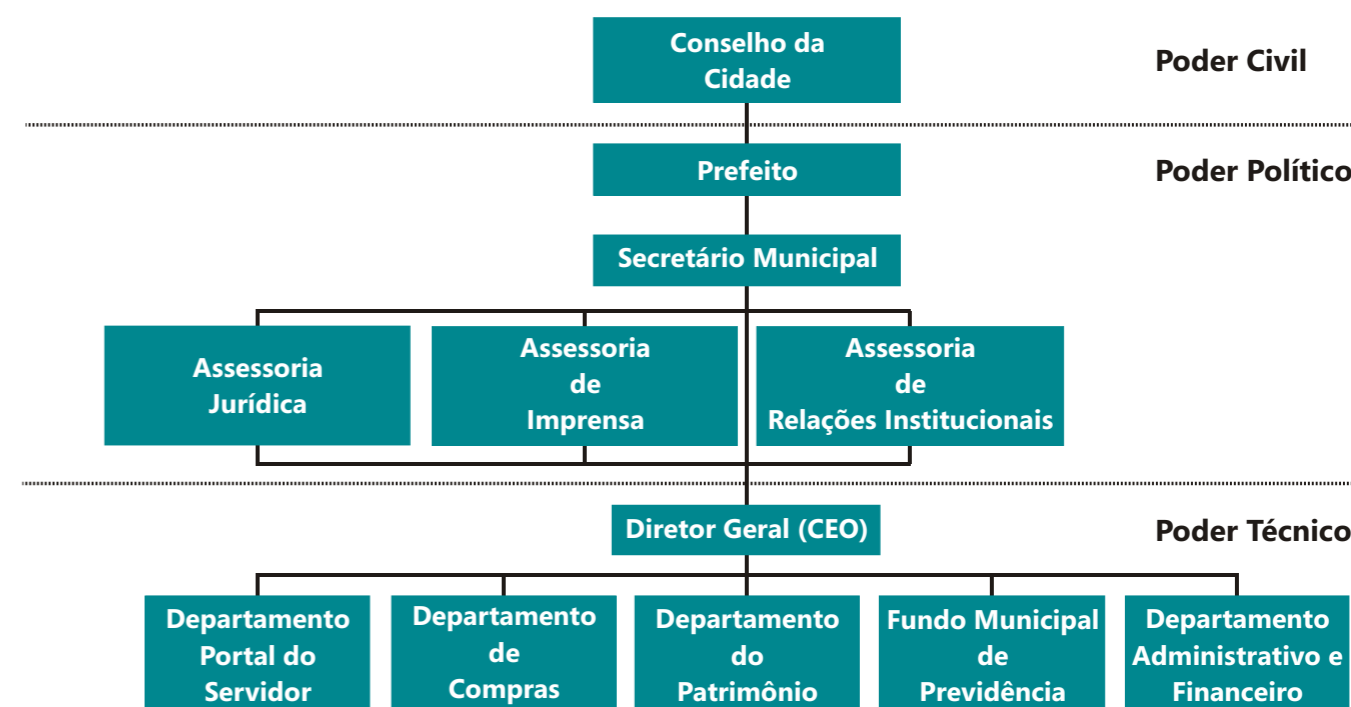 Conselho da
Cidade
Poder Civil
Prefeito
Poder Político
Secretário Municipal
Assessoria
Jurídica
Assessoria
de
Imprensa
Assessoria
de
Relações Institucionais
Diretor Geral (CEO)
Poder Técnico
Departamento
Portal do
Servidor
Departamento
de
Compras
Departamento
do
Patrimônio
Fundo Municipal
de
Previdência
Departamento
Administrativo e
Financeiro